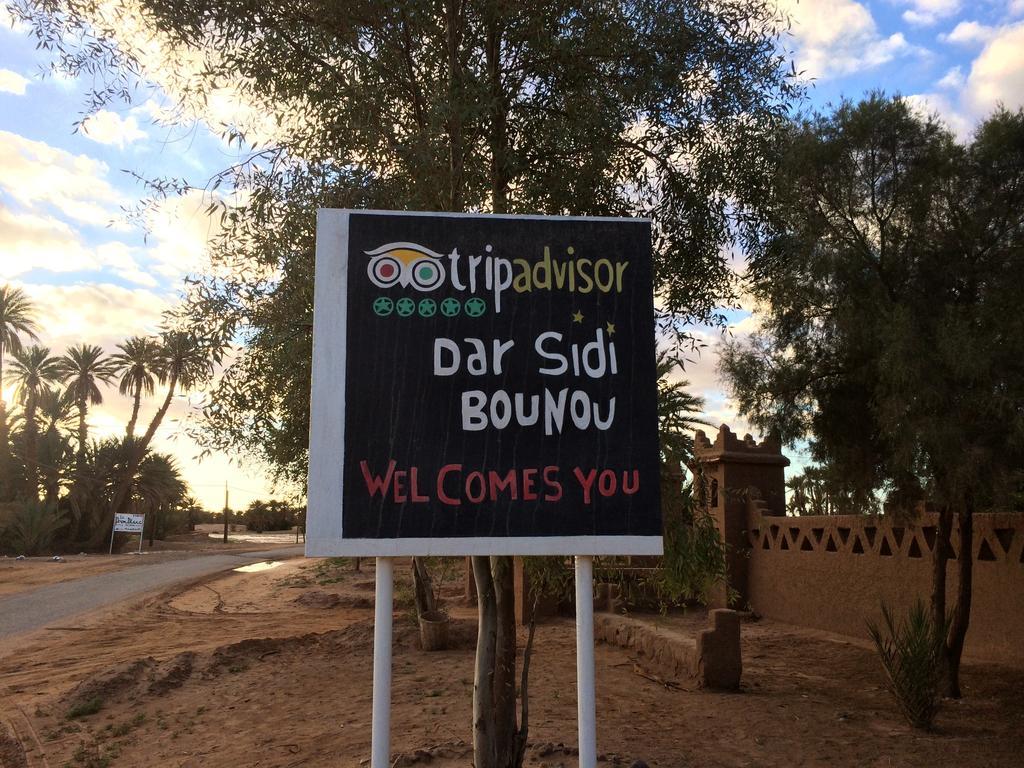 tripadvisor
Dar Sidi
BOUNOU
WELCOMES YOU